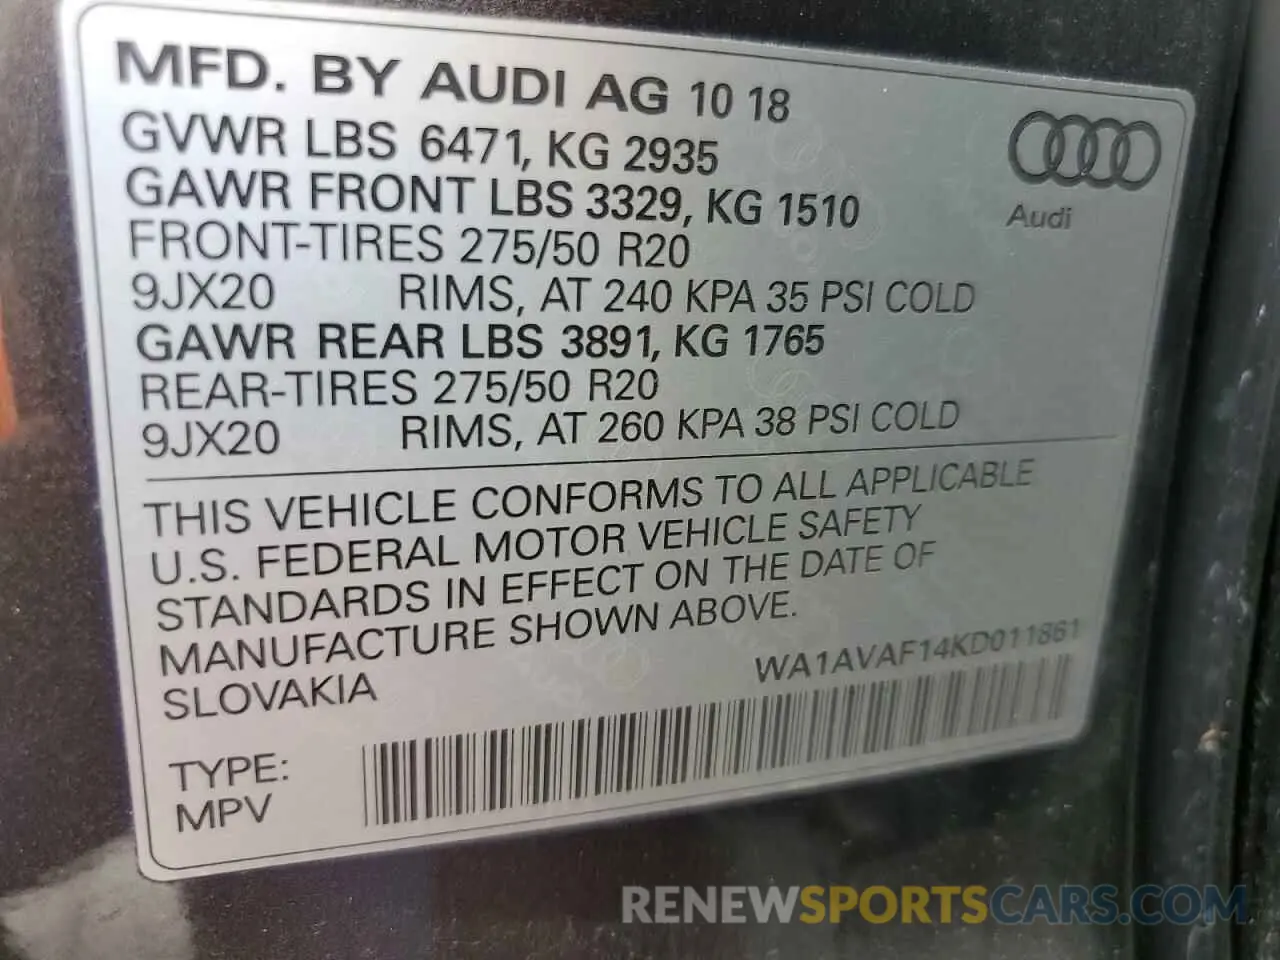 MFD. BY AUDI AG 10 18
GVWR LBS 6471, KG 2935
GAWR FRONT LBS 3329, KG 1510
FRONT-TIRES 275/50 R20
9JX20 RIMS, AT 240 KPA 35 PSI COLD
GAWR REAR LBS 3891, KG 1765
REAR-TIRES 275/50 R20
9JX20 RIMS, AT 260 KPA 38 PSI COLD
Audi
THIS VEHICLE CONFORMS TO ALL APPLICABLE
U.S. FEDERAL MOTOR VEHICLE SAFETY
STANDARDS IN EFFECT ON THE DATE OF
MANUFACTURE SHOWN ABOVE.
SLOVAKIA
WA1AVAF14KD011861
TYPE:
MPV
RENEWSPORTSCARS.COM